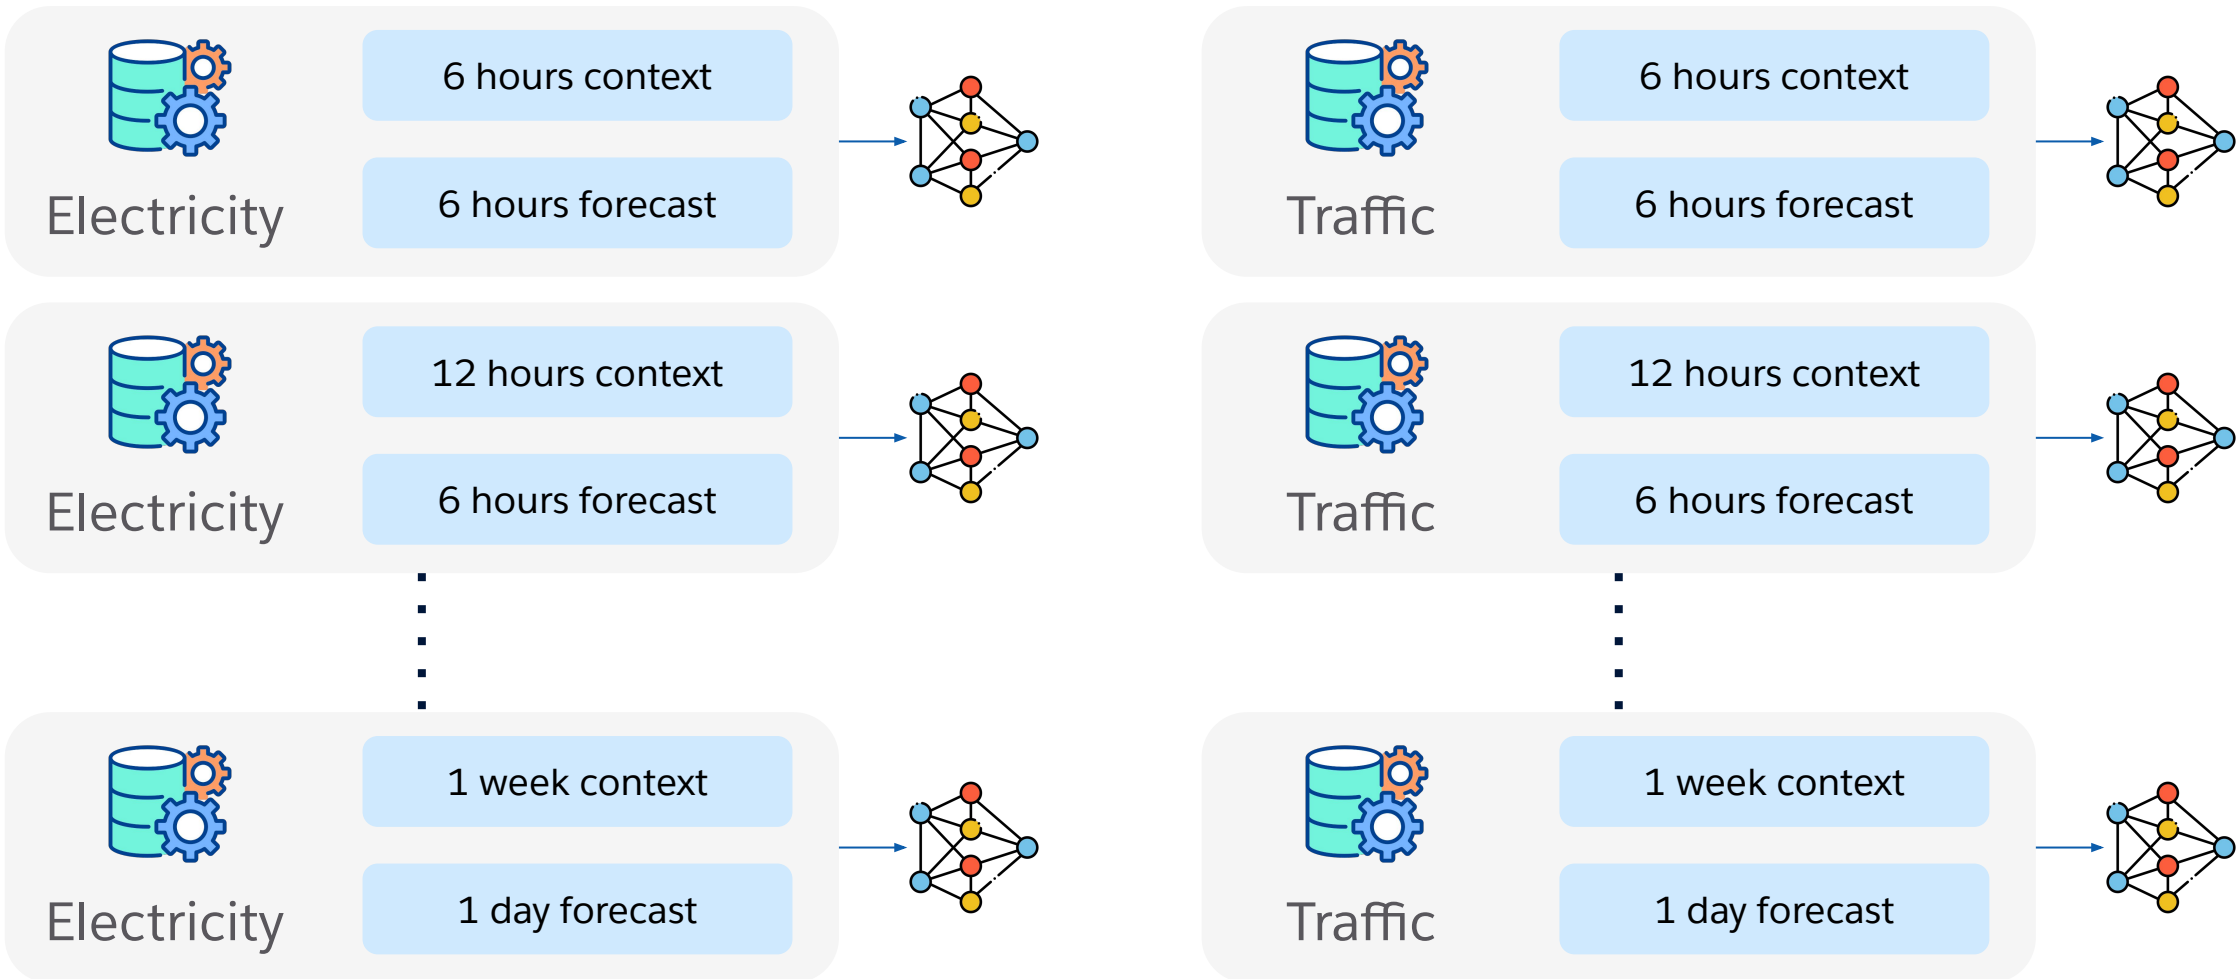 Electricity
6 hours context
6 hours forecast
Traffic
6 hours context
6 hours forecast
Electricity
12 hours context
6 hours forecast
Traffic
12 hours context
6 hours forecast
Electricity
1 week context
1 day forecast
Traffic
1 week context
1 day forecast